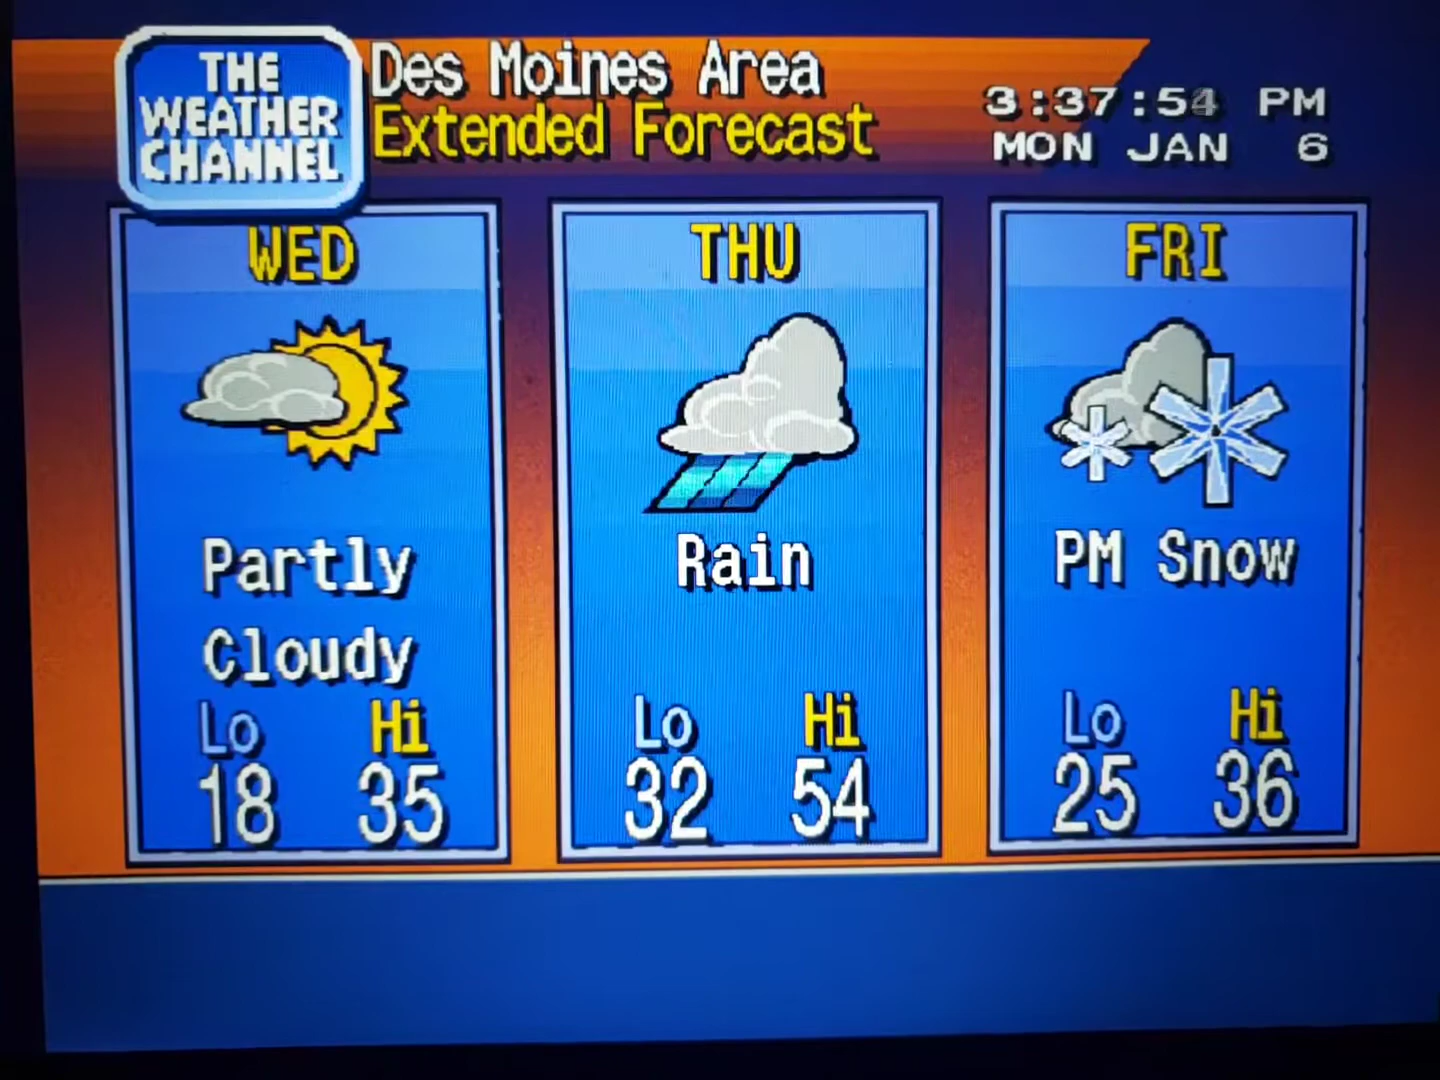 THE
WEATHER
CHANNEL
Des Moines Area
Extended Forecast
3:37:54 PM
MON JAN 6
WED
Partly
Cloudy
Lo Hi
18 35
THU
Rain
Lo Hi
32 54
FRI
PM Snow
Lo Hi
25 36